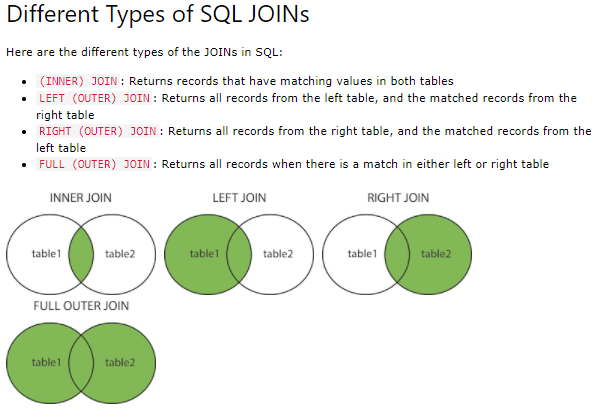 Different Types of SQL JOINs
Here are the different types of the JOINs in SQL:
(INNER) JOIN : Returns records that have matching values in both tables
LEFT (OUTER) JOIN : Returns all records from the left table, and the matched records from the
right table
RIGHT (OUTER) JOIN : Returns all records from the right table, and the matched records from the
left table
FULL (OUTER) JOIN : Returns all records when there is a match in either left or right table
INNER JOIN
table1 table2
LEFT JOIN
table1 table2
RIGHT JOIN
table1 table2
FULL OUTER JOIN
table1 table2